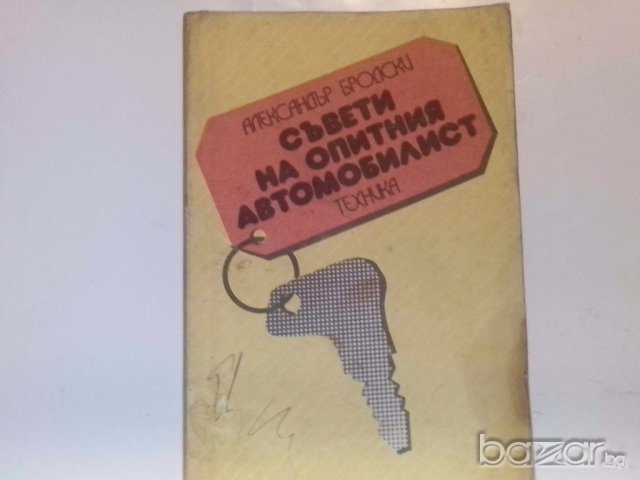 АЛЕКСАНДЪР БРОДСКИ
СЪВЕТИ
НА ОПИТНИЯ
АВТОМОБИЛИСТ
ТЕХНИКА
bazar.bg